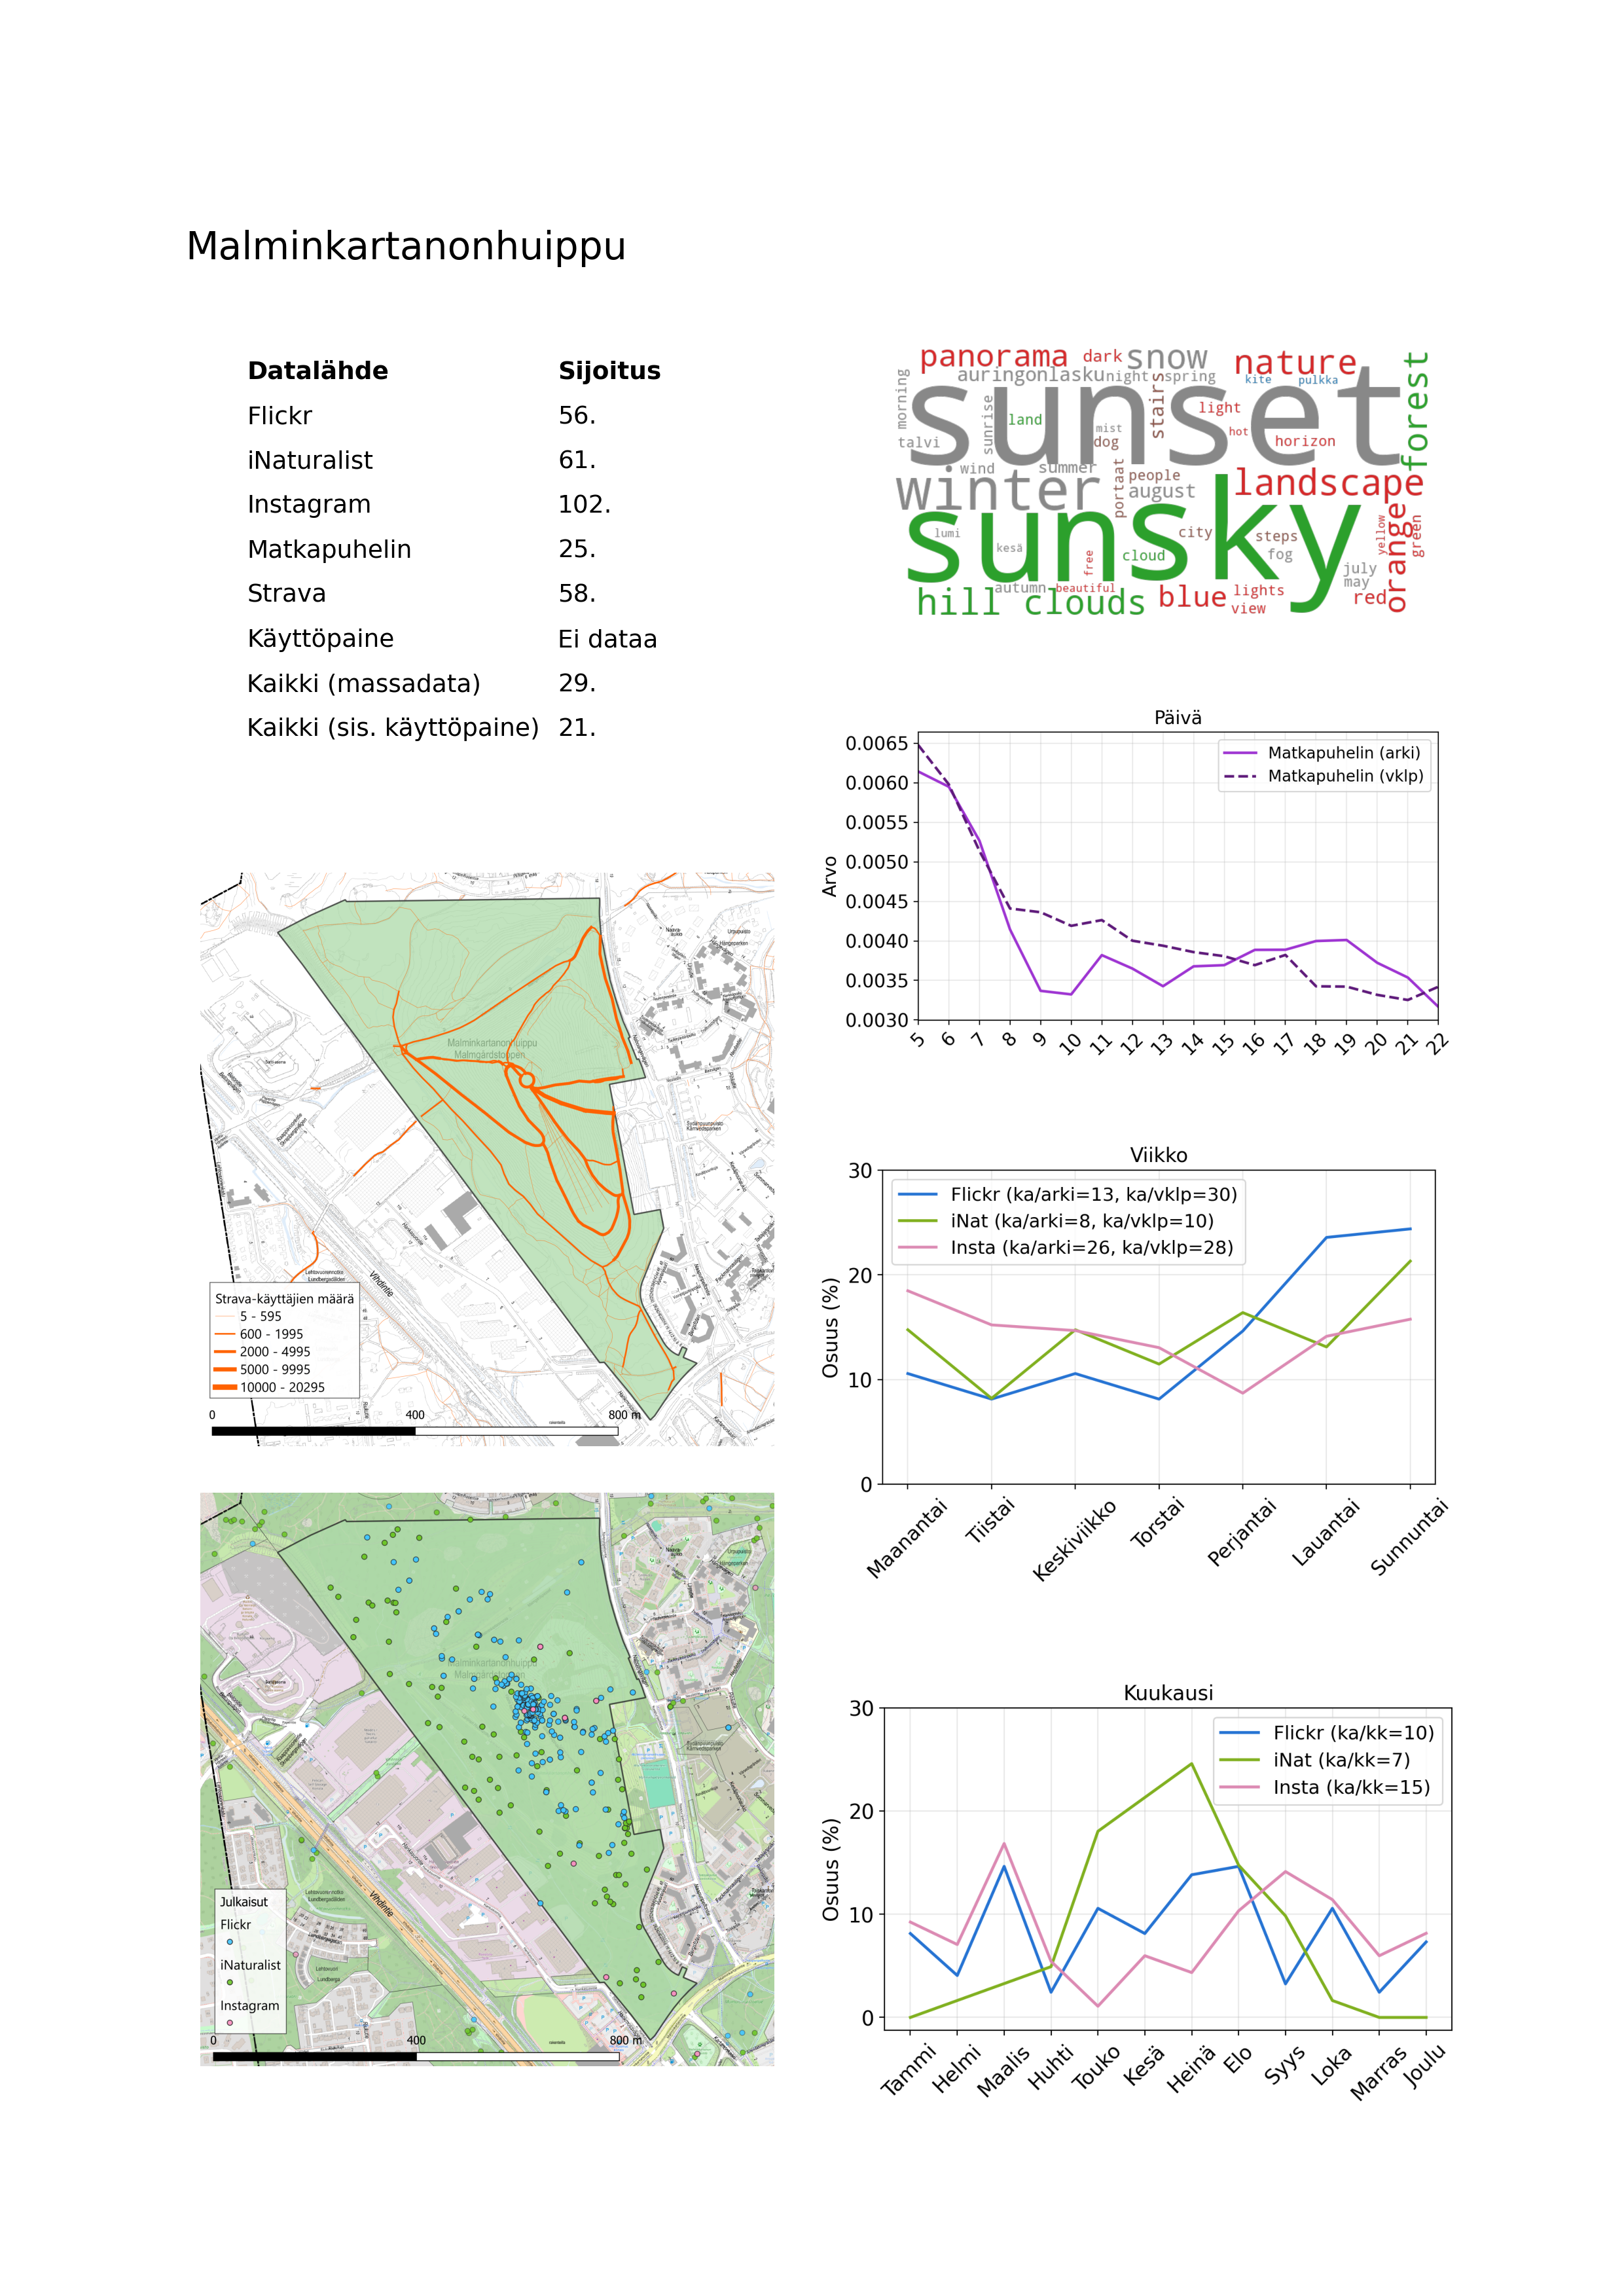 Malminkartanonhuippu
Datalähde Sijoitus
Flickr 56.
iNaturalist 61.
Instagram 102.
Matkapuhelin 25.
Strava 58.
Käyttöpaine Ei dataa
Kaikki (massadata) 29.
Kaikki (sis. käyttöpaine) 21.
panorama dark snow nature forest
morning auringonlasku night spring kite pulkka
sunset
sunrise land stairs light
talvi mist dog hot horizon
wind summer people landscape
winter portaat august
sun sky
lumi kesä free cloud city steps fog orange yellow green
autumn beautiful july may
hill clouds blue lights view red
Päivä
Arvo
0.0065
0.0060
0.0055
0.0050
0.0045
0.0040
0.0035
0.0030
Matkapuhelin (arki)
Matkapuhelin (vklp)
5 6 7 8 9 10 11 12 13 14 15 16 17 18 19 20 21 22
Malminkartanonhuippu
Malmgårdstoppen
Vihdintie
Strava-käyttäjien määrä
5 - 595
600 - 1995
2000 - 4995
5000 - 9995
10000 - 20295
0 400 800 m
Viikko
Osuus (%)
30
20
10
0
Flickr (ka/arki=13, ka/vklp=30)
iNat (ka/arki=8, ka/vklp=10)
Insta (ka/arki=26, ka/vklp=28)
Maanantai Tiistai Keskiviikko Torstai Perjantai Lauantai Sunnuntai
Malminkartanonhuippu
Vihdintie
Julkaisut
Flickr
iNaturalist
Instagram
0 400 800 m
Kuukausi
Osuus (%)
30
20
10
0
Flickr (ka/kk=10)
iNat (ka/kk=7)
Insta (ka/kk=15)
Tammi Helmi Maalis Huhti Touko Kesä Heinä Elo Syys Loka Marras Joulu